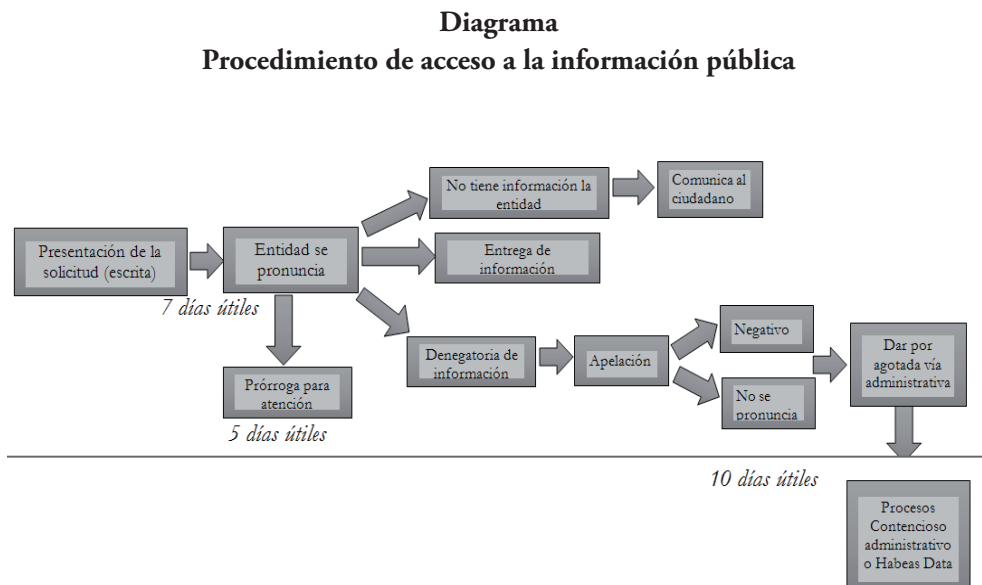 Diagrama
Procedimiento de acceso a la información pública
No tiene información la
entidad
Comunica al
ciudadano
Presentación de la
solicitud (escrita)
Entidad se
pronuncia
Entrega de
información
7 días útiles
Denegatoria de
información
Apelación
Negativo
No se
pronuncia
Dar por
agotada vía
administrativa
Prórroga para
atención
5 días útiles
10 días útiles
Procesos
Contencioso
administrativo
o Habeas Data